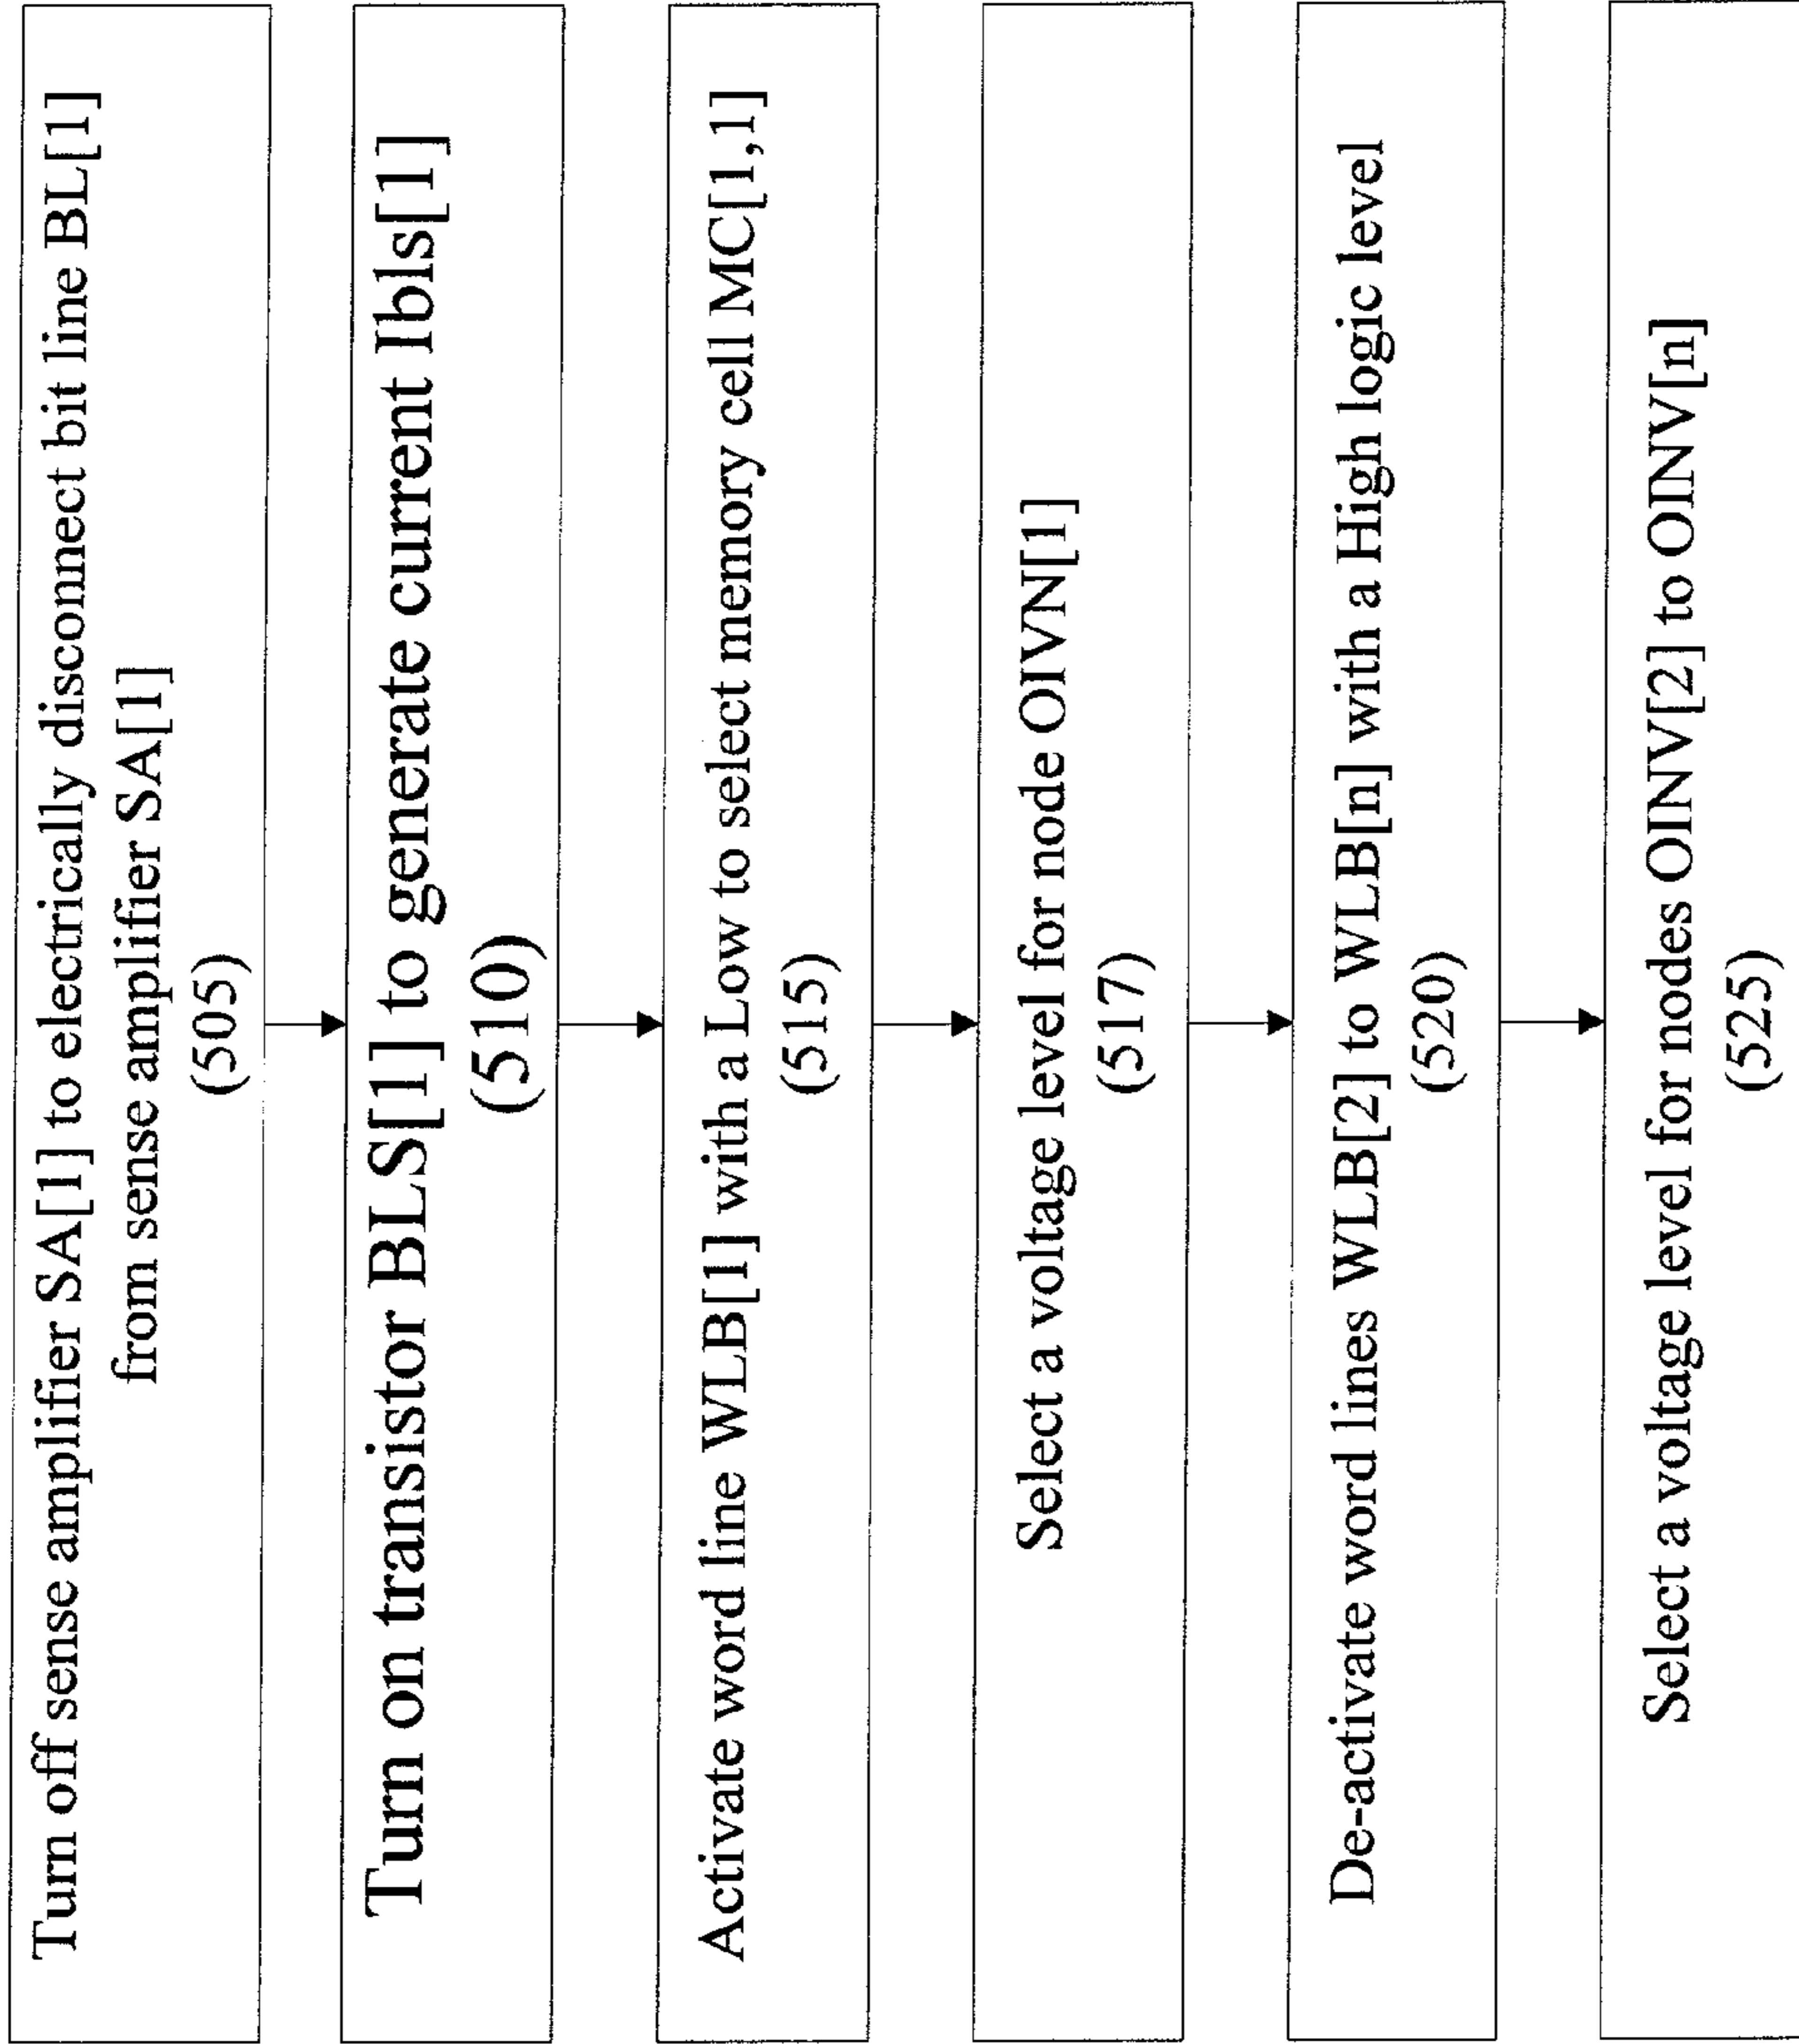 Turn off sense amplifier SA[1] to electrically disconnect bit line BL[1]
from sense amplifier SA[1]
(505)
Turn on transistor BLS[1] to generate current Ibls[1]
(510)
Activate word line WLB[1] with a Low to select memory cell MC[1,1]
(515)
Select a voltage level for node OIVN[1]
(517)
De-activate word lines WLB[2] to WLB[n] with a High logic level
(520)
Select a voltage level for nodes OINV[2] to OINV[n]
(525)